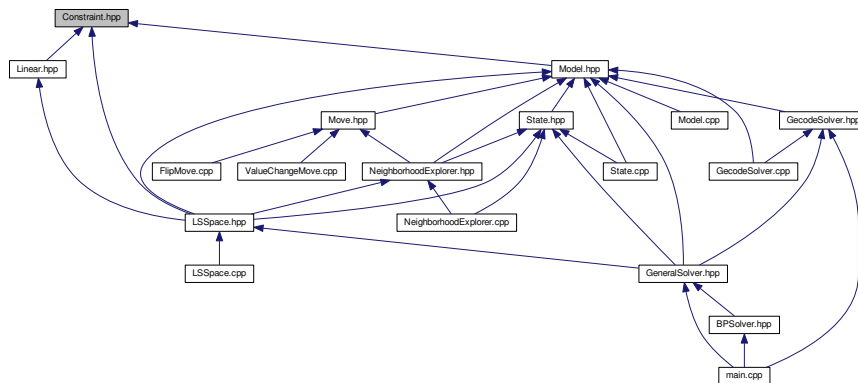 Constraint.hpp
Linear.hpp
Model.hpp
Move.hpp
State.hpp
Model.cpp
GecodeSolver.hpp
FlipMove.cpp
ValueChangeMove.cpp
NeighborhoodExplorer.hpp
State.cpp
GecodeSolver.cpp
LSSpace.hpp
NeighborhoodExplorer.cpp
LSSpace.cpp
GeneralSolver.hpp
BPSolver.hpp
main.cpp